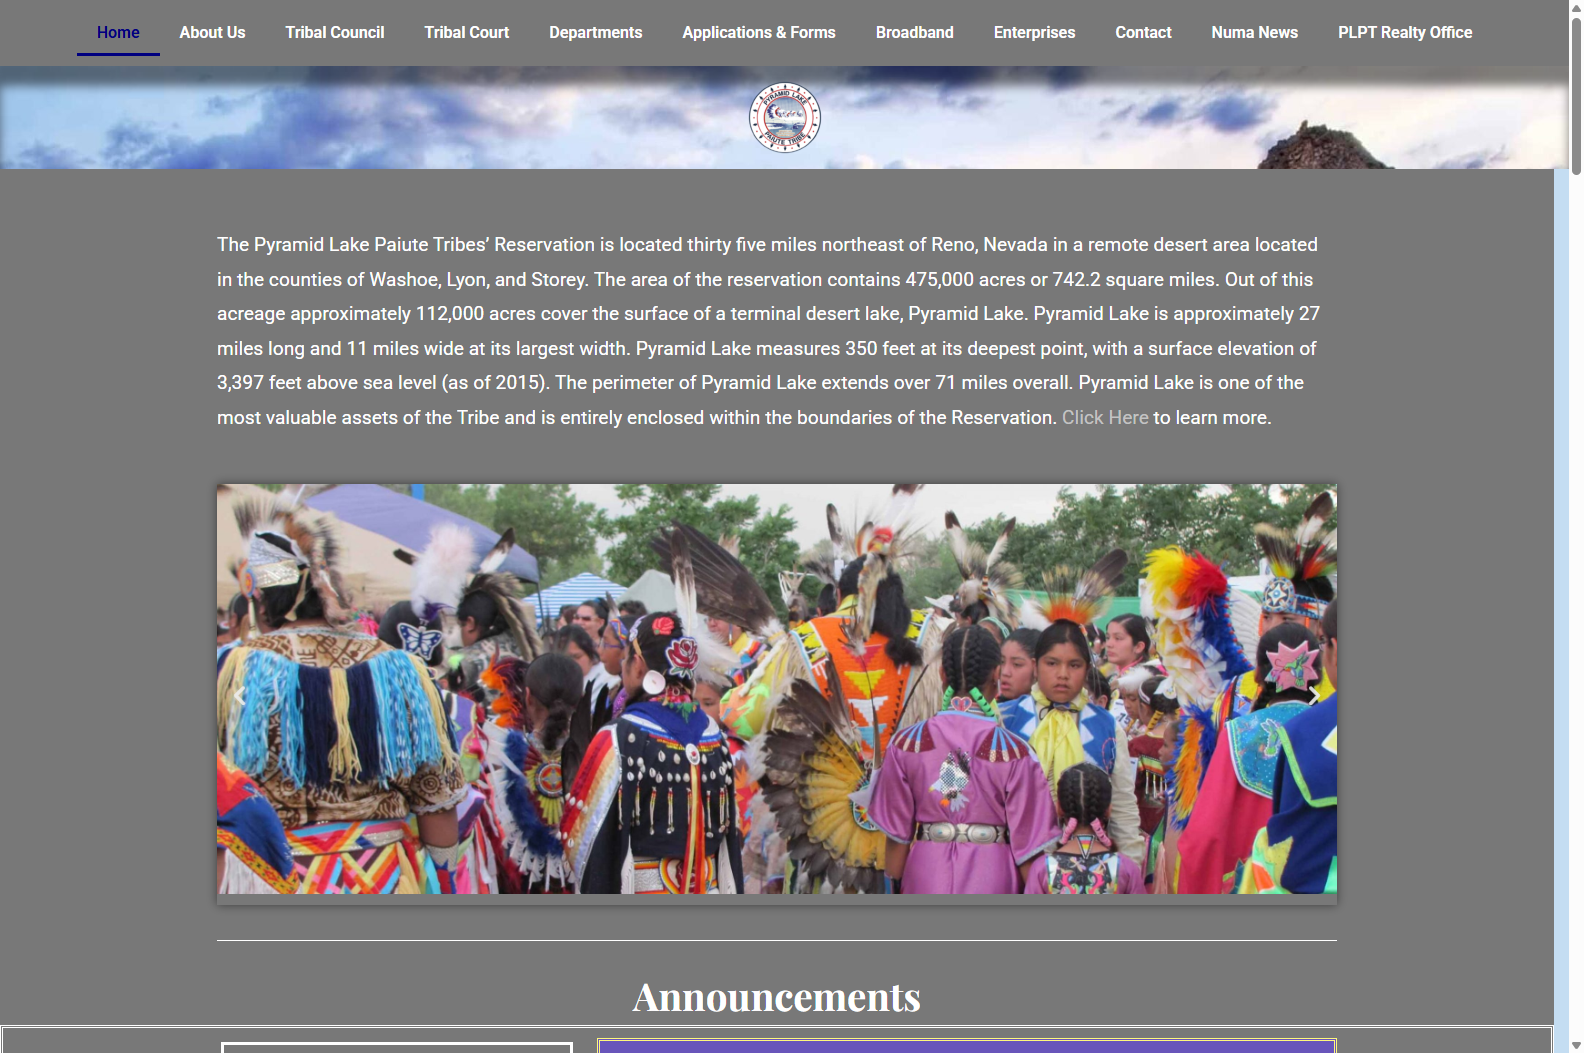 Home About Us Tribal Council Tribal Court Departments Applications & Forms Broadband Enterprises Contact Numa News PLPT Realty Office
PYRAMID LAKE
PAIUTE TRIBE
The Pyramid Lake Paiute Tribes’ Reservation is located thirty five miles northeast of Reno, Nevada in a remote desert area located
in the counties of Washoe, Lyon, and Storey. The area of the reservation contains 475,000 acres or 742.2 square miles. Out of this
acreage approximately 112,000 acres cover the surface of a terminal desert lake, Pyramid Lake. Pyramid Lake is approximately 27
miles long and 11 miles wide at its largest width. Pyramid Lake measures 350 feet at its deepest point, with a surface elevation of
3,397 feet above sea level (as of 2015). The perimeter of Pyramid Lake extends over 71 miles overall. Pyramid Lake is one of the
most valuable assets of the Tribe and is entirely enclosed within the boundaries of the Reservation. Click Here to learn more.
Announcements